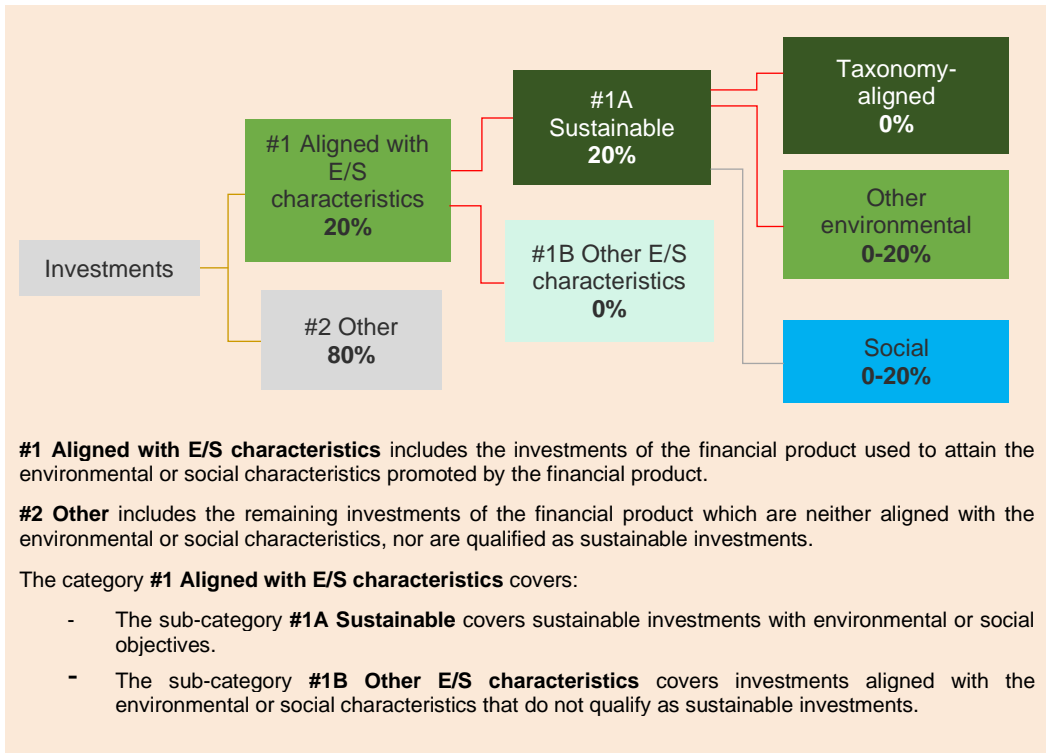 Taxonomy-
aligned
0%
#1A
Sustainable
20%
#1 Aligned with
E/S
characteristics
20%
Other
environmental
0-20%
#1B Other E/S
characteristics
0%
Investments
#2 Other
80%
Social
0-20%
#1 Aligned with E/S characteristics includes the investments of the financial product used to attain the
environmental or social characteristics promoted by the financial product.
#2 Other includes the remaining investments of the financial product which are neither aligned with the
environmental or social characteristics, nor are qualified as sustainable investments.
The category #1 Aligned with E/S characteristics covers:
- The sub-category #1A Sustainable covers sustainable investments with environmental or social
objectives.
- The sub-category #1B Other E/S characteristics covers investments aligned with the
environmental or social characteristics that do not qualify as sustainable investments.